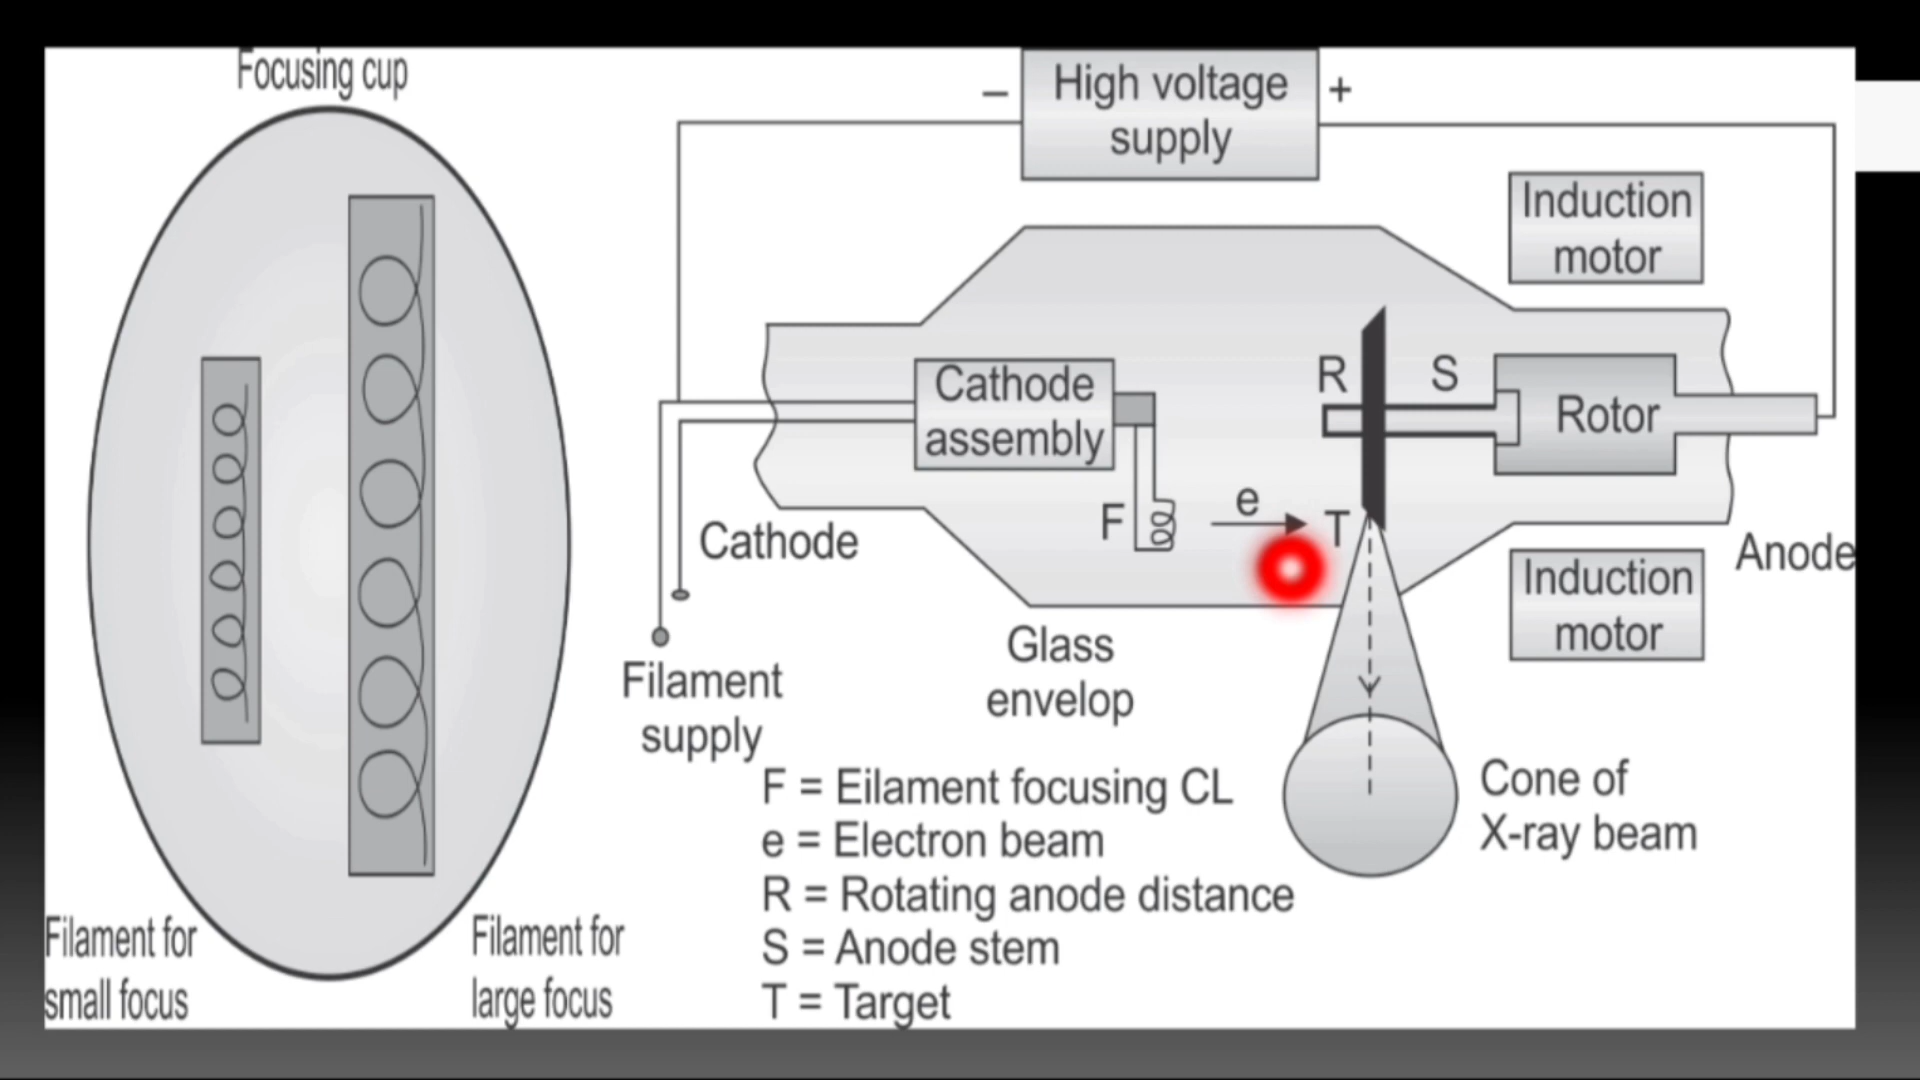 Focusing cup
Filament for
small focus
Filament for
large focus
–
High voltage
supply
+
Induction
motor
Cathode
assembly
R
S
Rotor
F
e
T
Cathode
Anode
Induction
motor
Glass
envelop
Filament
supply
Cone of
X-ray beam
F = Eilament focusing CL
e = Electron beam
R = Rotating anode distance
S = Anode stem
T = Target